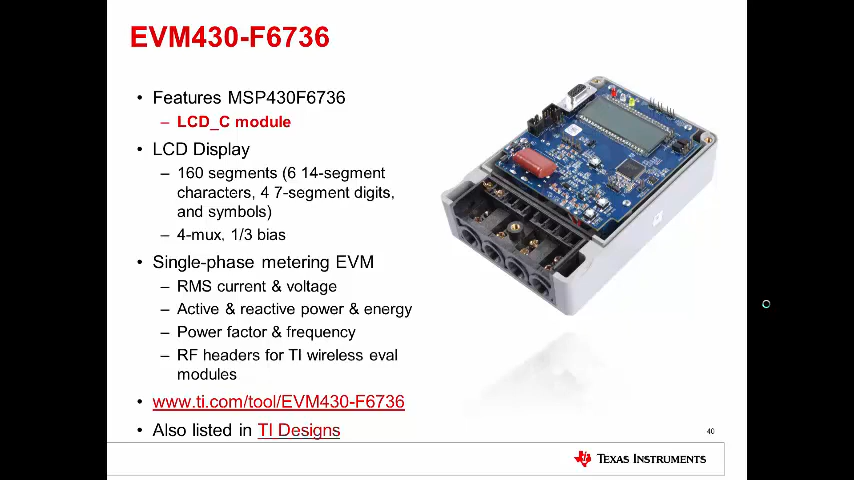 EVM430-F6736
• Features MSP430F6736
– LCD_C module
• LCD Display
– 160 segments (6 14-segment
characters, 4 7-segment digits,
and symbols)
– 4-mux, 1/3 bias
• Single-phase metering EVM
– RMS current & voltage
– Active & reactive power & energy
– Power factor & frequency
– RF headers for TI wireless eval
modules
• www.ti.com/tool/EVM430-F6736
• Also listed in TI Designs
40
TEXAS INSTRUMENTS